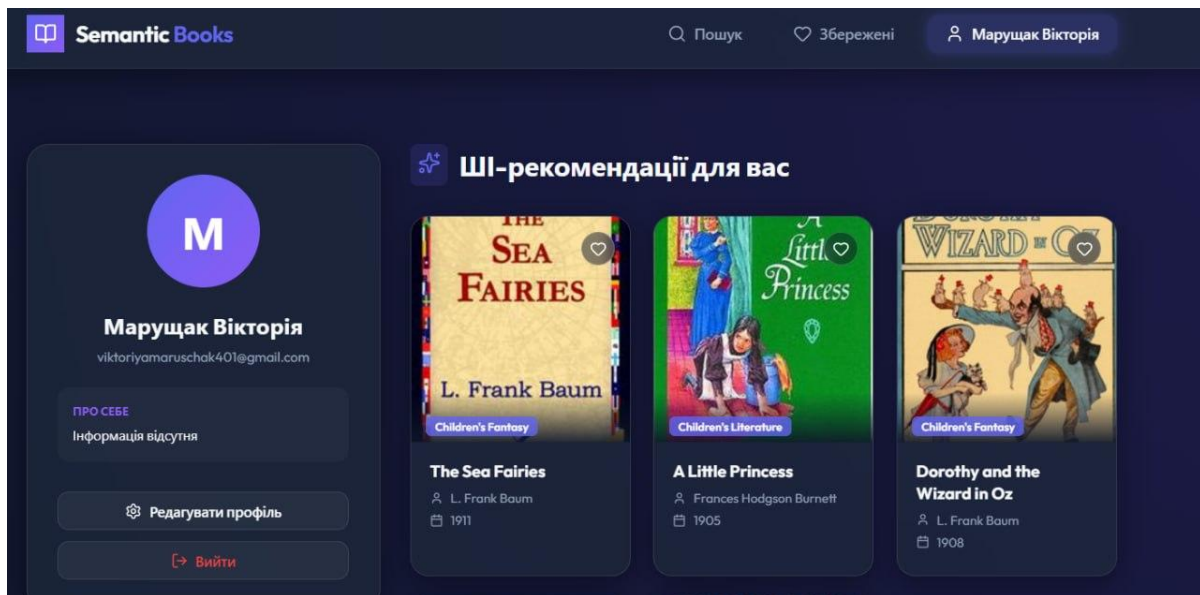 Semantic Books
Пошук
Збережені
Марущак Вікторія
М
Марущак Вікторія
viktoriyamaruschak401@gmail.com
ПРО СЕБЕ
Інформація відсутня
Редагувати профіль
Вийти
ШІ-рекомендації для вас
THE
SEA
FAIRIES
L. Frank Baum
Children's Fantasy
The Sea Fairies
L. Frank Baum
1911
A
Little
Princess
Children's Literature
A Little Princess
Frances Hodgson Burnett
1905
WIZARD IN OZ
Children's Fantasy
Dorothy and the
Wizard in Oz
L. Frank Baum
1908